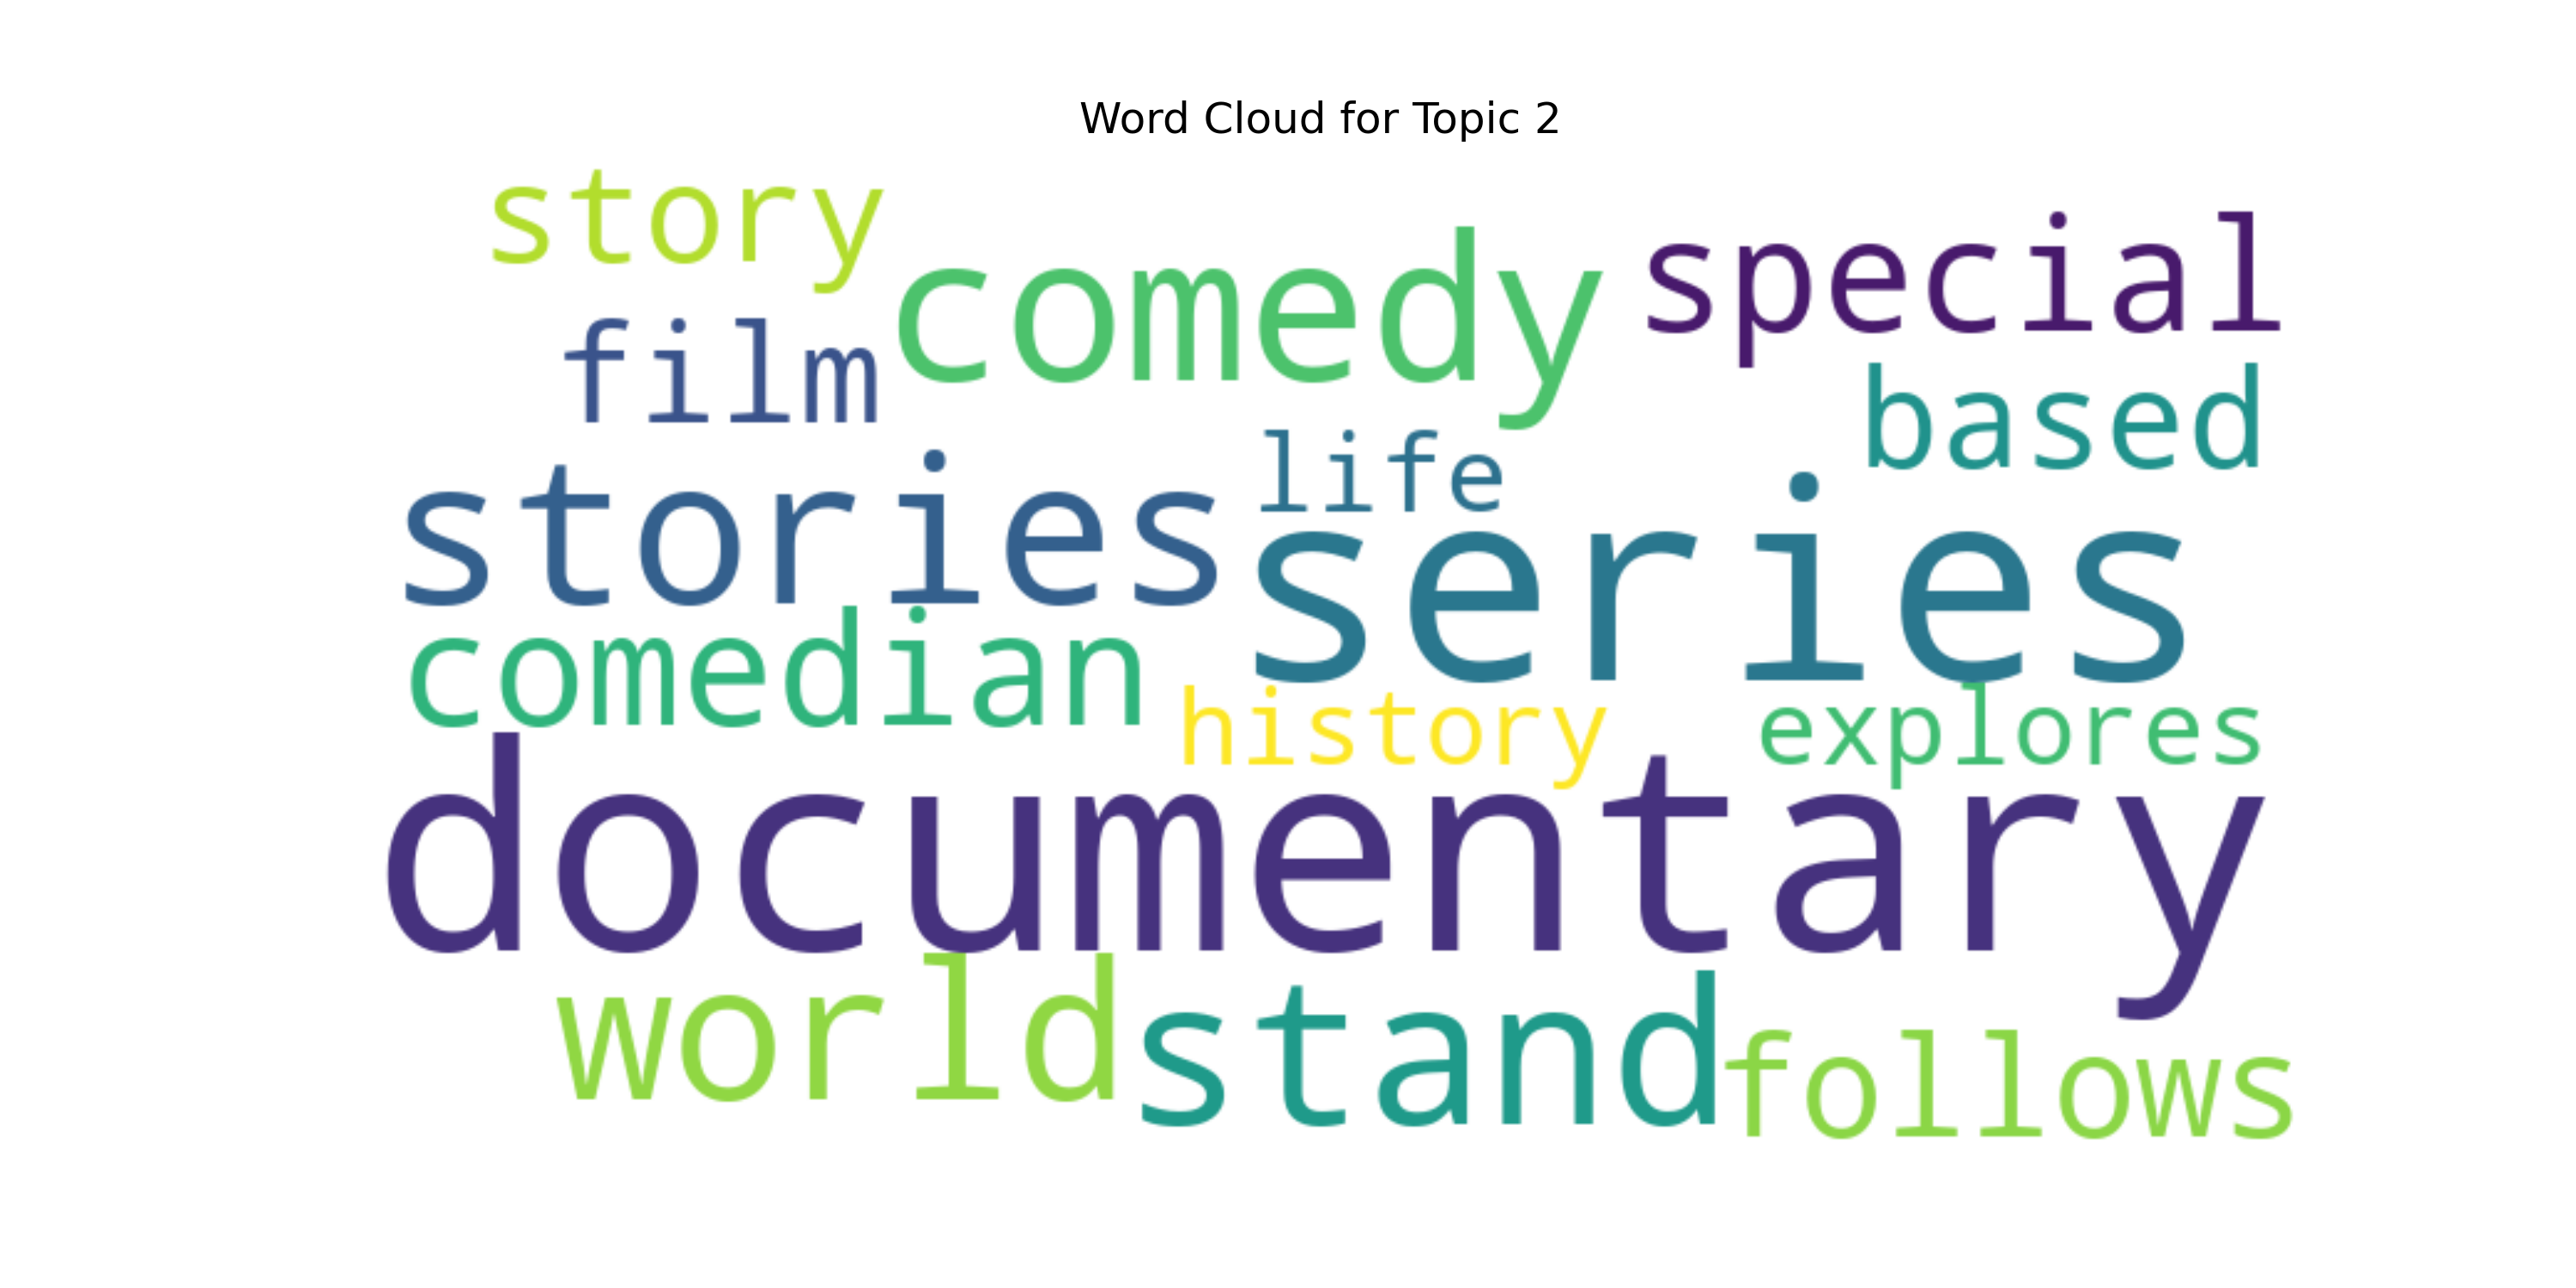 Word Cloud for Topic 2
story
comedy
special
film
based
stories
life
series
comedian
history
explores
documentary
world
stand
follows